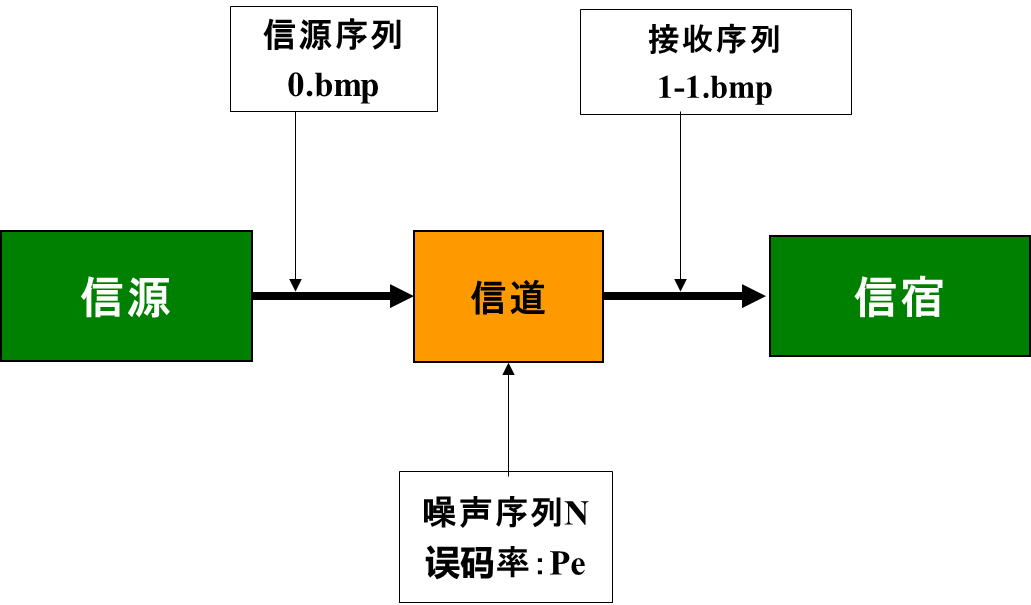 信源序列
0.bmp
接收序列
1-1.bmp
信源
信道
信宿
噪声序列N
误码率：Pe